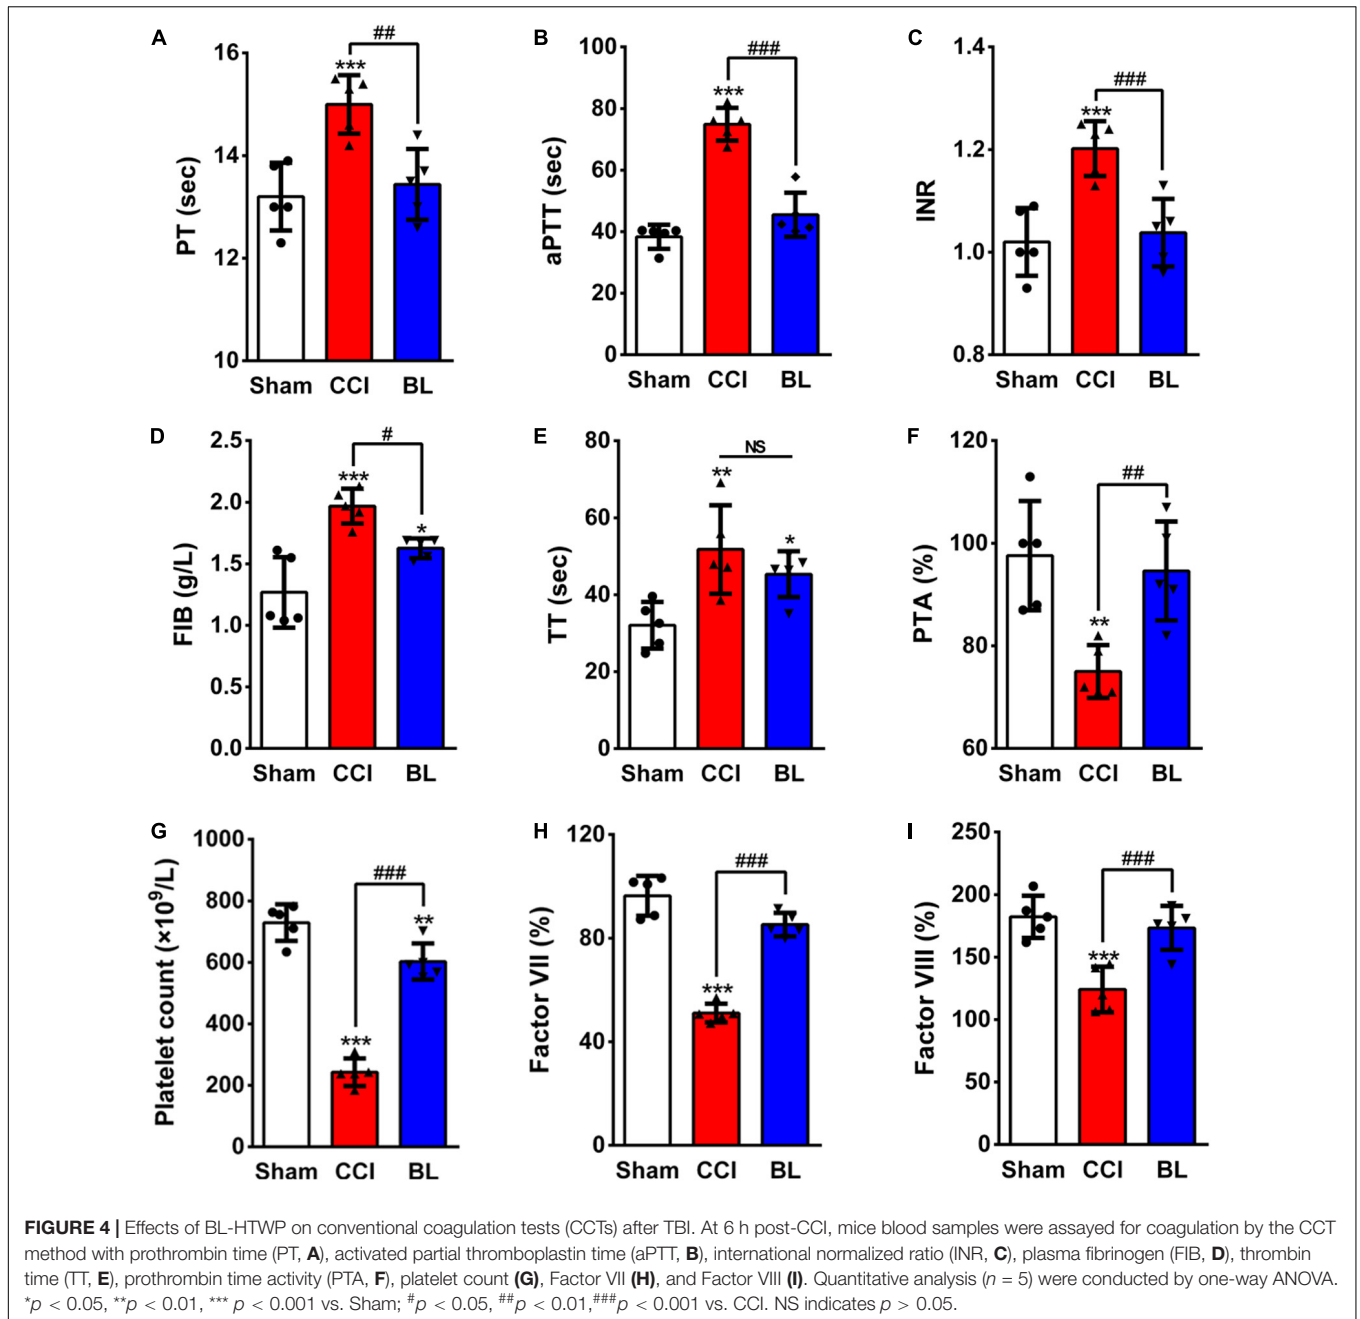 A
PT (sec)
16
14
12
10
***
##
Sham CCI BL
B
aPTT (sec)
100
80
60
40
20
0
***
###
Sham CCI BL
C
INR
1.4
1.2
1.0
0.8
***
###
Sham CCI BL
D
FIB (g/L)
2.5
2.0
1.5
1.0
0.5
0.0
***
#
*
Sham CCI BL
E
TT (sec)
80
60
40
20
0
**
NS
*
Sham CCI BL
F
PTA (%)
120
100
80
60
**
##
Sham CCI BL
G
Platelet count (×10⁹/L)
1000
800
600
400
200
0
***
###
**
Sham CCI BL
H
Factor VII (%)
120
80
40
0
***
###
Sham CCI BL
I
Factor VIII (%)
250
200
150
100
50
0
***
###
Sham CCI BL
FIGURE 4 | Effects of BL-HTWP on conventional coagulation tests (CCTs) after TBI. At 6 h post-CCI, mice blood samples were assayed for coagulation by the CCT
method with prothrombin time (PT, A), activated partial thromboplastin time (aPTT, B), international normalized ratio (INR, C), plasma fibrinogen (FIB, D), thrombin
time (TT, E), prothrombin time activity (PTA, F), platelet count (G), Factor VII (H), and Factor VIII (I). Quantitative analysis (n = 5) were conducted by one-way ANOVA.
*p < 0.05, **p < 0.01, *** p < 0.001 vs. Sham; #p < 0.05, ##p < 0.01,###p < 0.001 vs. CCI. NS indicates p > 0.05.